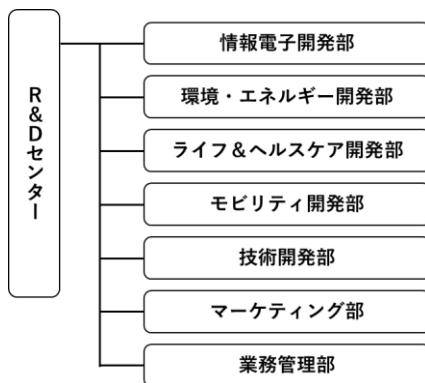 R&Dセンター
情報電子開発部
環境・エネルギー開発部
ライフ＆ヘルスケア開発部
モビリティ開発部
技術開発部
マーケティング部
業務管理部